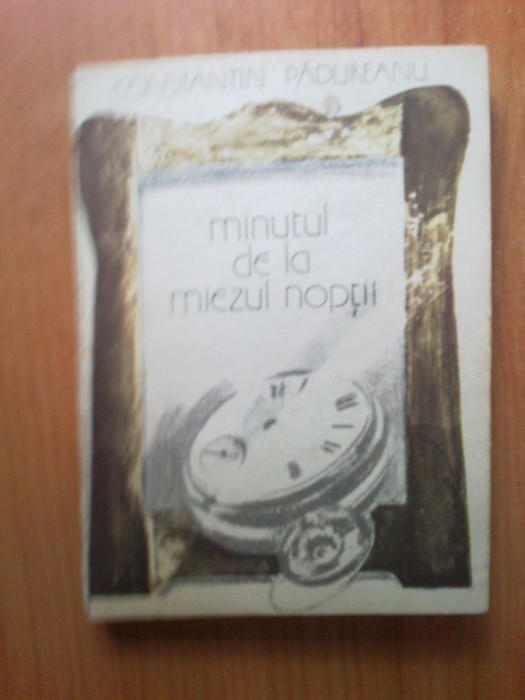 CONSTANTIN PĂDUREANU
minutul
de la
miezul nopții